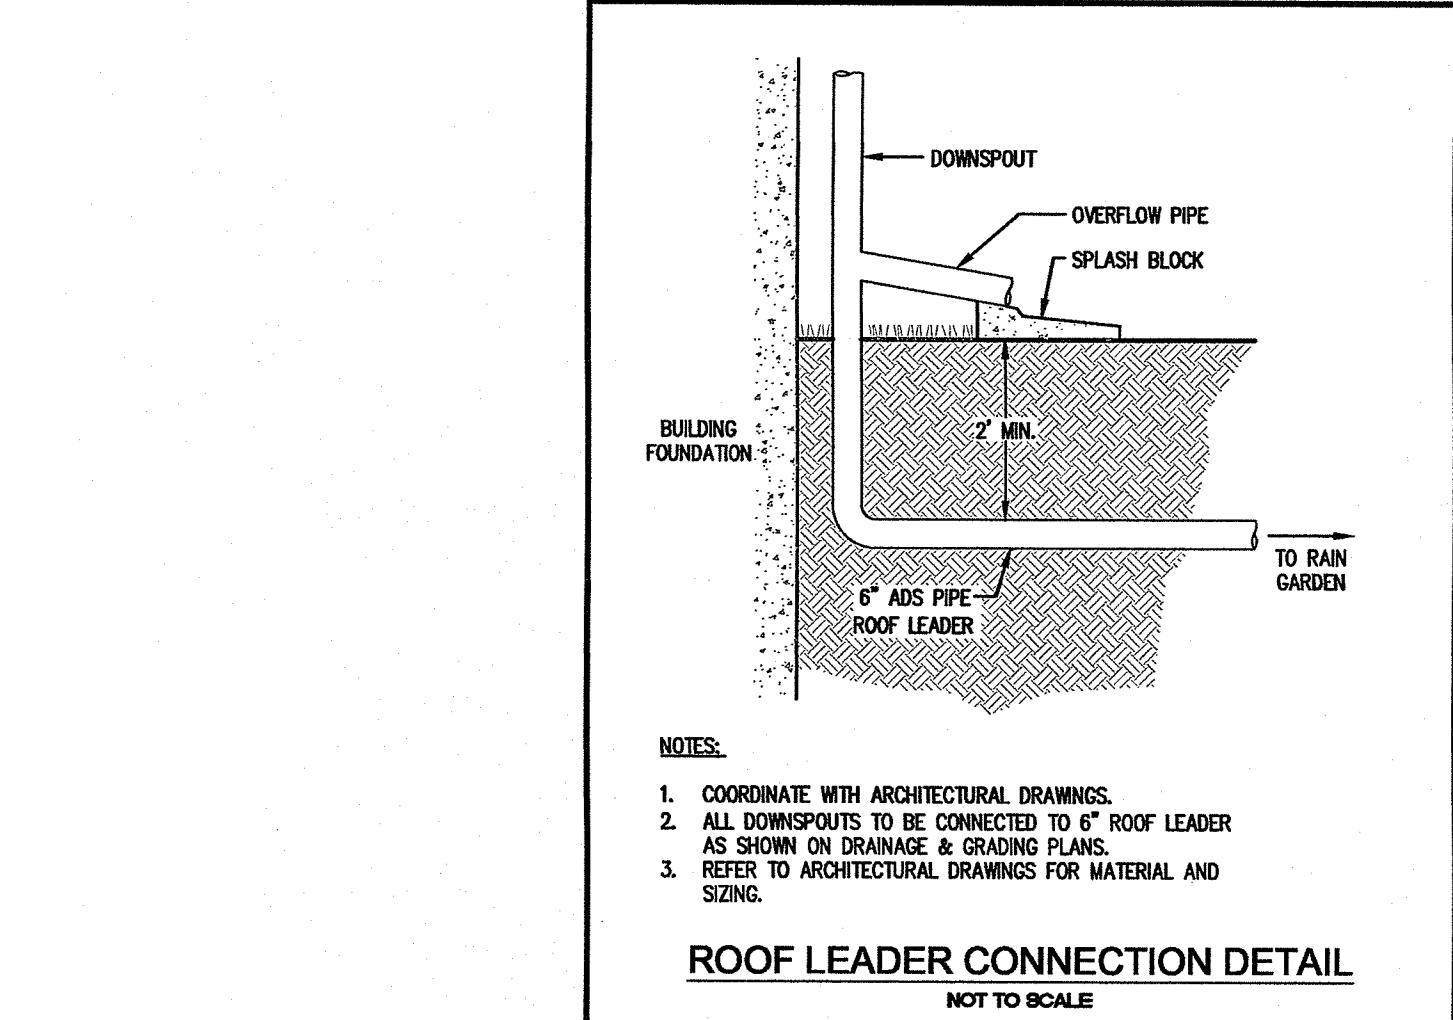 DOWNSPOUT
OVERFLOW PIPE
SPLASH BLOCK
BUILDING
FOUNDATION
2' MIN.
TO RAIN
GARDEN
6" ADS PIPE
ROOF LEADER
NOTES:
1. COORDINATE WITH ARCHITECTURAL DRAWINGS.
2. ALL DOWNSPOUTS TO BE CONNECTED TO 6" ROOF LEADER
AS SHOWN ON DRAINAGE & GRADING PLANS.
3. REFER TO ARCHITECTURAL DRAWINGS FOR MATERIAL AND
SIZING.
ROOF LEADER CONNECTION DETAIL
NOT TO SCALE